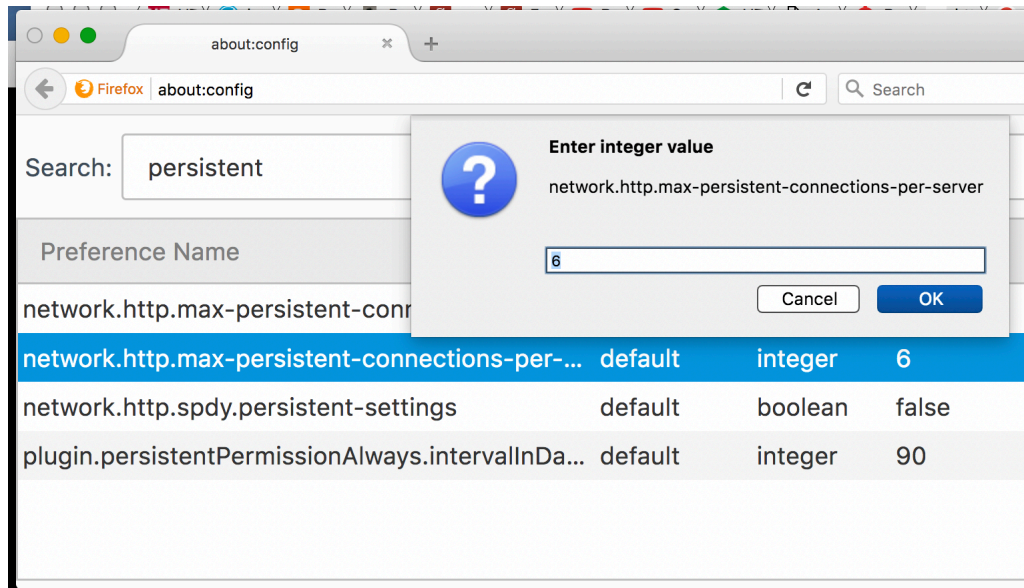 about:config
Firefox about:config
Search
Search: persistent
Enter integer value
network.http.max-persistent-connections-per-server
6
Cancel OK
Preference Name
network.http.max-persistent-conn
network.http.max-persistent-connections-per-... default integer 6
network.http.spdy.persistent-settings default boolean false
plugin.persistentPermissionAlways.intervalInDa... default integer 90